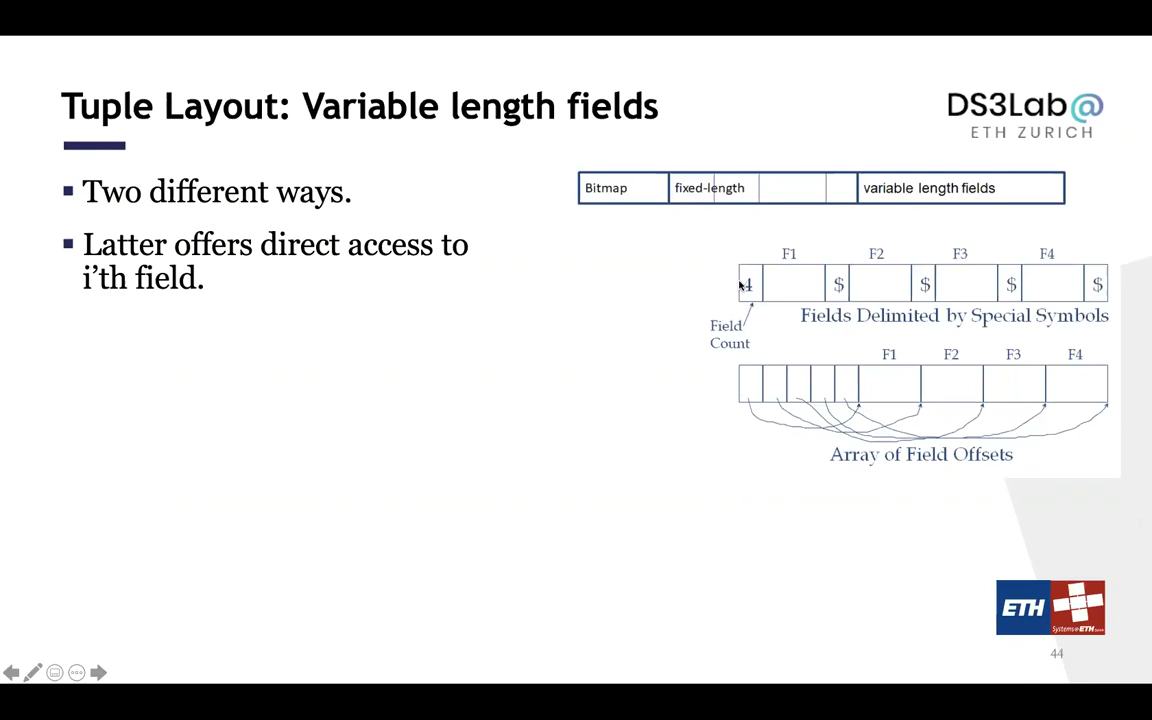 Tuple Layout: Variable length fields
DS3Lab@
ETH ZURICH
▪ Two different ways.
▪ Latter offers direct access to
i'th field.
Bitmap fixed-length variable length fields
F1 F2 F3 F4
4 $ $ $ $
Fields Delimited by Special Symbols
Field
Count
F1 F2 F3 F4
Array of Field Offsets
ETH
Systems@ETH
44